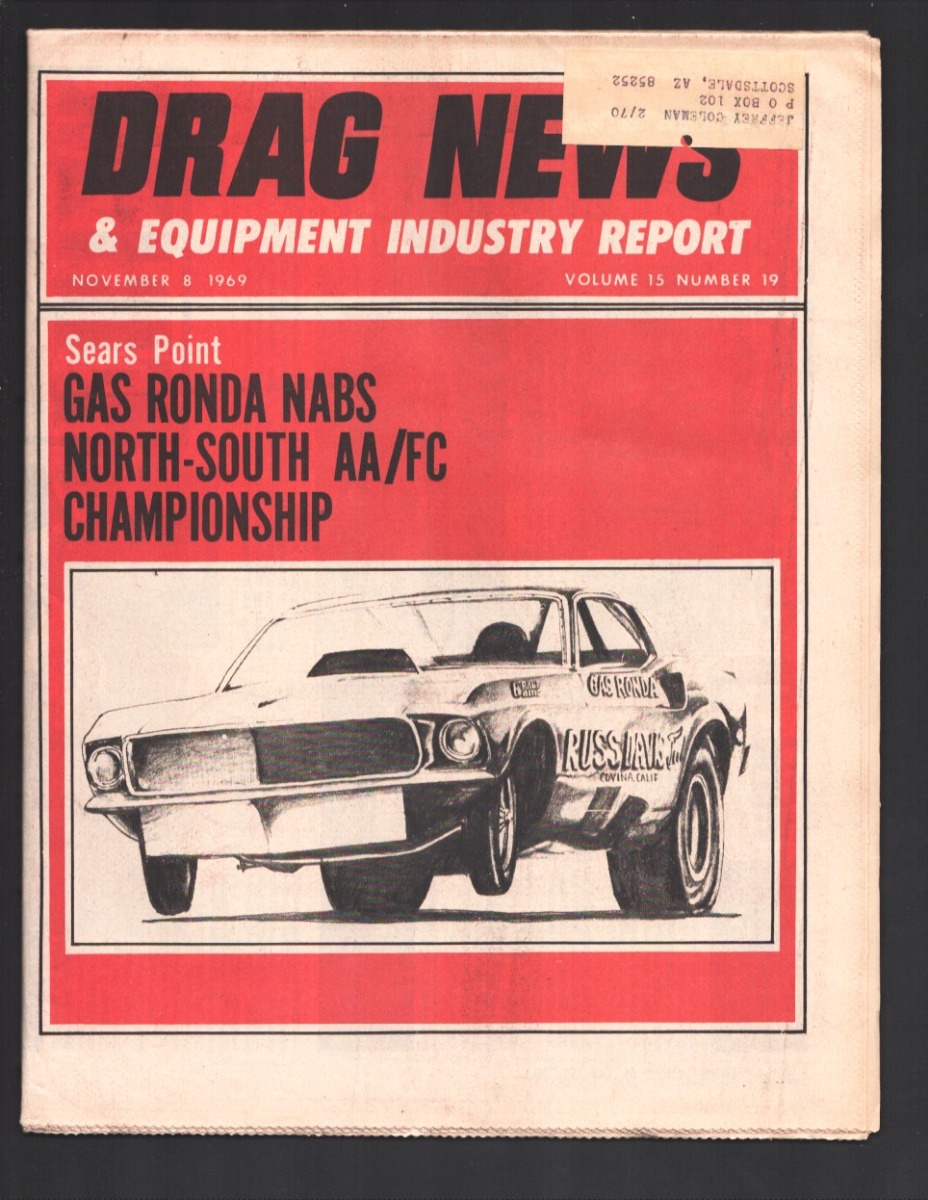 JEFFREY COLEMAN 2/70
P O BOX 102
SCOTTSDALE, AZ 85252
DRAG NEWS
& EQUIPMENT INDUSTRY REPORT
NOVEMBER 8 1969 VOLUME 15 NUMBER 19
Sears Point
GAS RONDA NABS
NORTH-SOUTH AA/FC
CHAMPIONSHIP
GAS RONDA
RUSS DAVIS
COVINA, CALIF